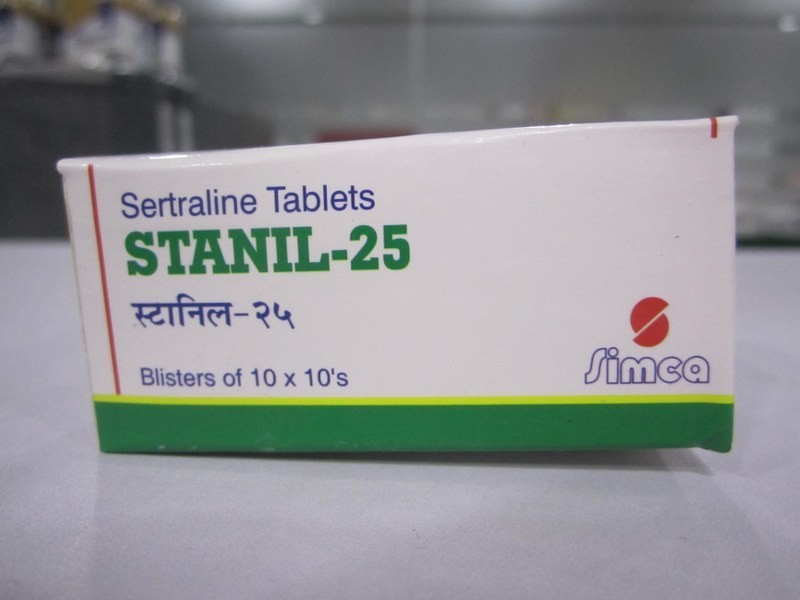 Sertraline Tablets
STANIL-25
स्टानिल-२५
Blisters of 10 x 10's
Simca